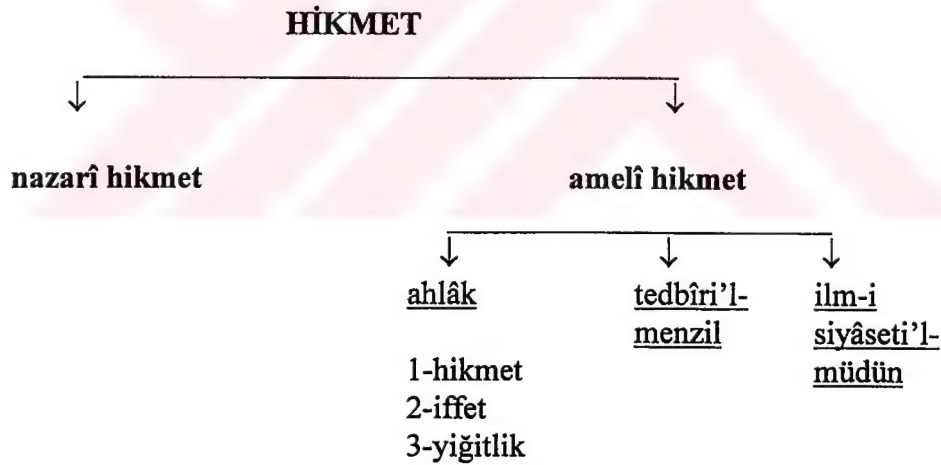 HİKMET
nazarî hikmet
amelî hikmet
ahlâk
1-hikmet
2-iffet
3-yiğitlik
tedbîri’l-
menzil
ilm-i
siyâseti’l-
müdün